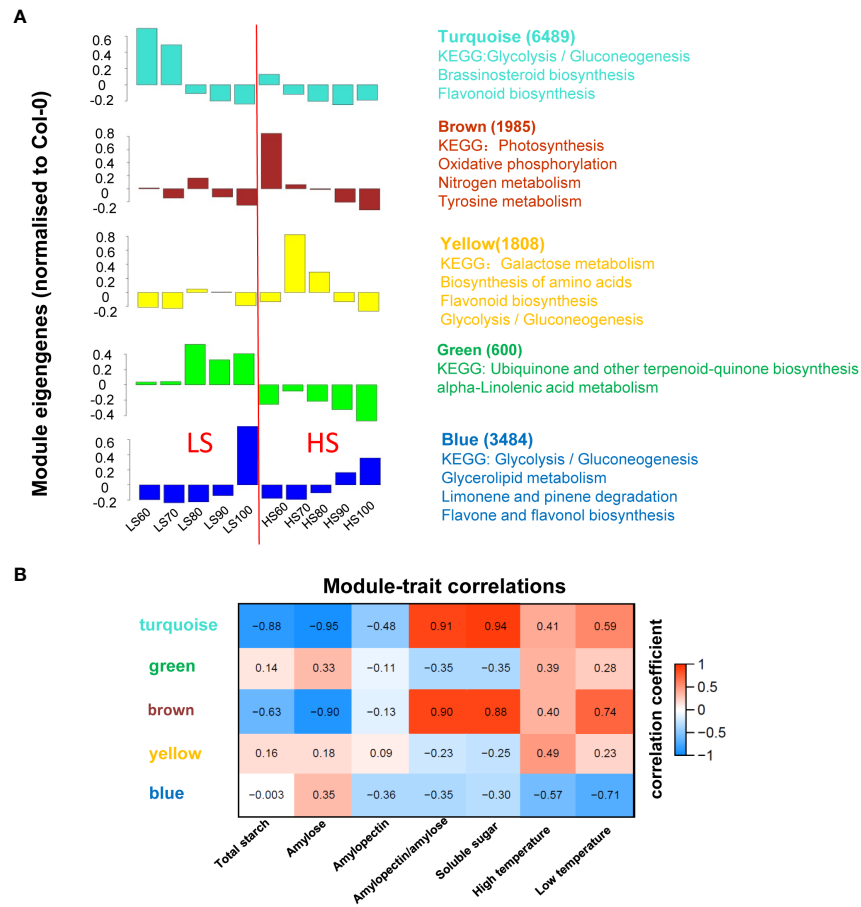 A
Module eigengenes (normalised to Col-0)
0.6
0.4
0.2
0
-0.2
Turquoise (6489)
KEGG:Glycolysis / Gluconeogenesis
Brassinosteroid biosynthesis
Flavonoid biosynthesis
0.8
0.6
0.4
0.2
0
-0.2
Brown (1985)
KEGG：Photosynthesis
Oxidative phosphorylation
Nitrogen metabolism
Tyrosine metabolism
0.8
0.6
0.4
0.2
0
-0.2
Yellow(1808)
KEGG：Galactose metabolism
Biosynthesis of amino acids
Flavonoid biosynthesis
Glycolysis / Gluconeogenesis
0.4
0.2
0
-0.2
-0.4
Green (600)
KEGG: Ubiquinone and other terpenoid-quinone biosynthesis
alpha-Linolenic acid metabolism
LS
HS
0.6
0.4
0.2
0
-0.2
Blue (3484)
KEGG: Glycolysis / Gluconeogenesis
Glycerolipid metabolism
Limonene and pinene degradation
Flavone and flavonol biosynthesis
LS60 LS70 LS80 LS90 LS100 HS60 HS70 HS80 HS90 HS100
B
Module-trait correlations
turquoise −0.88 −0.95 −0.48 0.91 0.94 0.41 0.59
green 0.14 0.33 −0.11 −0.35 −0.35 0.39 0.28
brown −0.63 −0.90 −0.13 0.90 0.88 0.40 0.74
yellow 0.16 0.18 0.09 −0.23 −0.25 0.49 0.23
blue −0.003 0.35 −0.36 −0.35 −0.30 −0.57 −0.71
Total starch Amylose Amylopectin Amylopectin/amylose Soluble sugar High temperature Low temperature
1
0.5
0
−0.5
−1
correlation coefficient